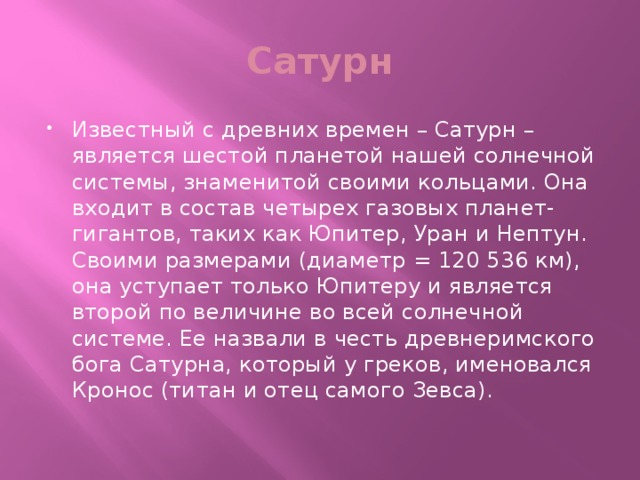 Сатурн
Известный с древних времен – Сатурн –
является шестой планетой нашей солнечной
системы, знаменитой своими кольцами. Она
входит в состав четырех газовых планет-
гигантов, таких как Юпитер, Уран и Нептун.
Своими размерами (диаметр = 120 536 км),
она уступает только Юпитеру и является
второй по величине во всей солнечной
системе. Ее назвали в честь древнеримского
бога Сатурна, который у греков, именовался
Кронос (титан и отец самого Зевса).